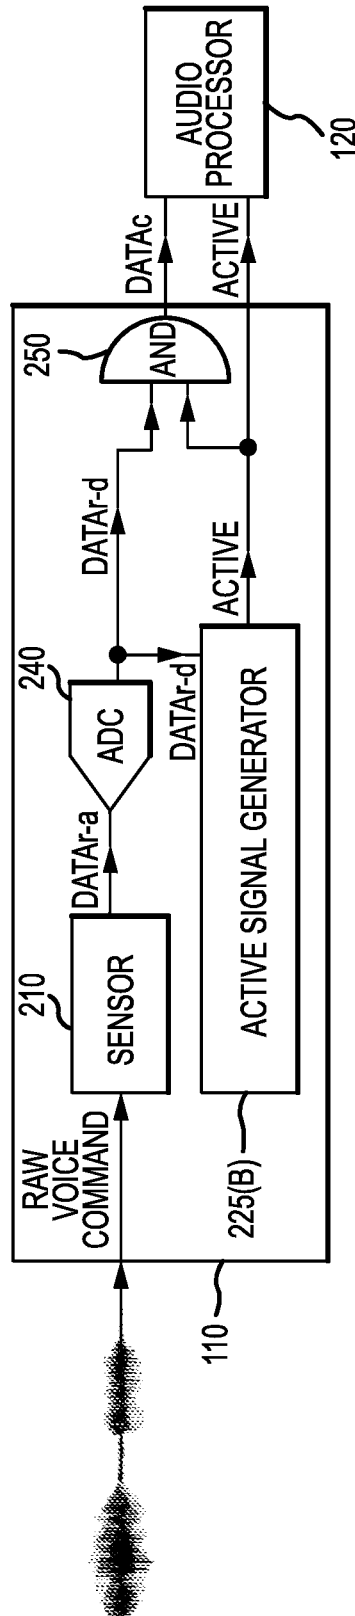 RAW
VOICE
COMMAND
110
210
SENSOR
DATAr-a
240
ADC
DATAr-d
DATAr-d
225(B)
ACTIVE SIGNAL GENERATOR
ACTIVE
250
AND
DATAc
ACTIVE
AUDIO
PROCESSOR
120